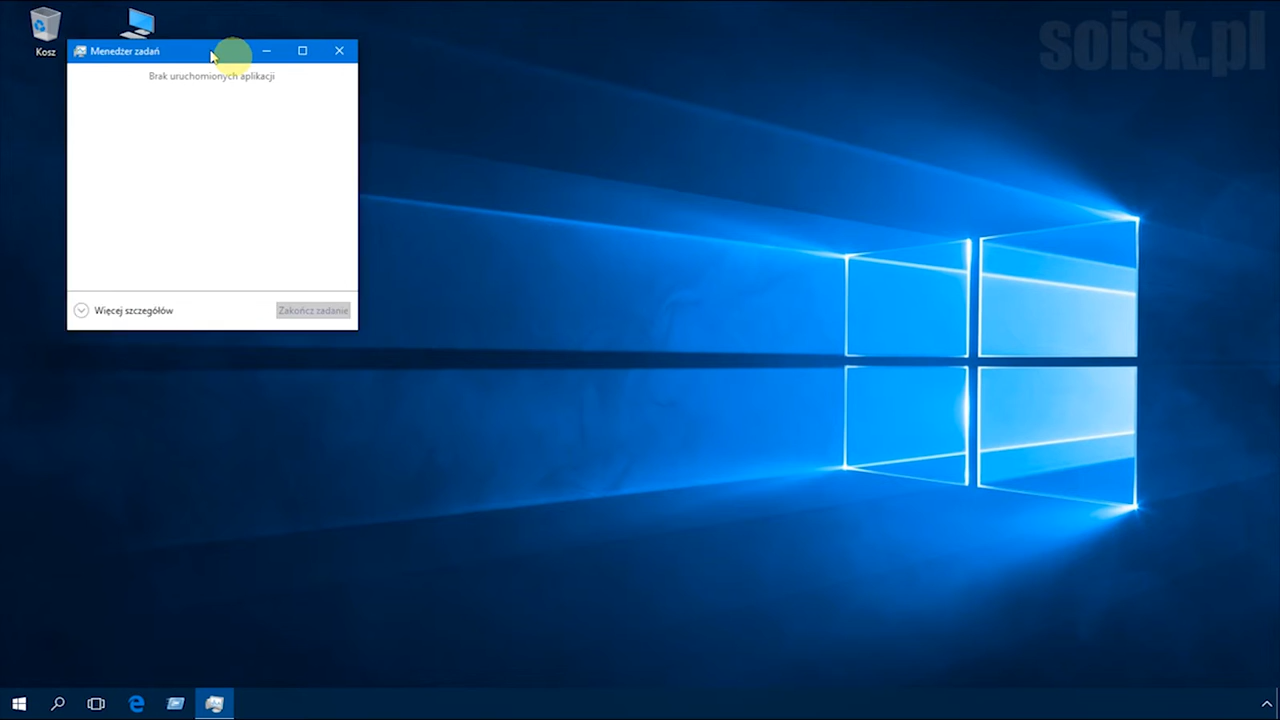 soisk.pl
Kosz
Menedżer zadań
Brak uruchomionych aplikacji
Więcej szczegółów
Zakończ zadanie